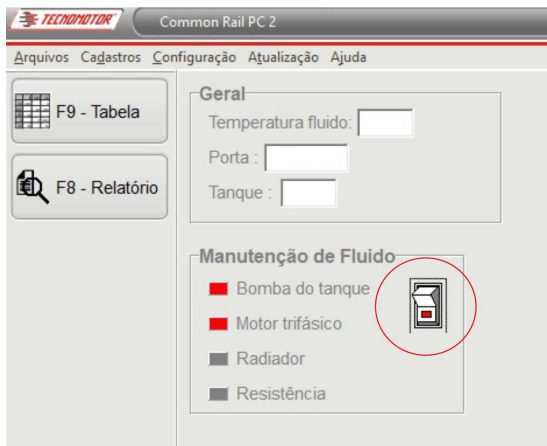 TECNOMOTOR
Common Rail PC 2
Arquivos Cadastros Configuração Atualização Ajuda
F9 - Tabela
F8 - Relatório
Geral
Temperatura fluido:
Porta :
Tanque :
Manutenção de Fluido
Bomba do tanque
Motor trifásico
Radiador
Resistência